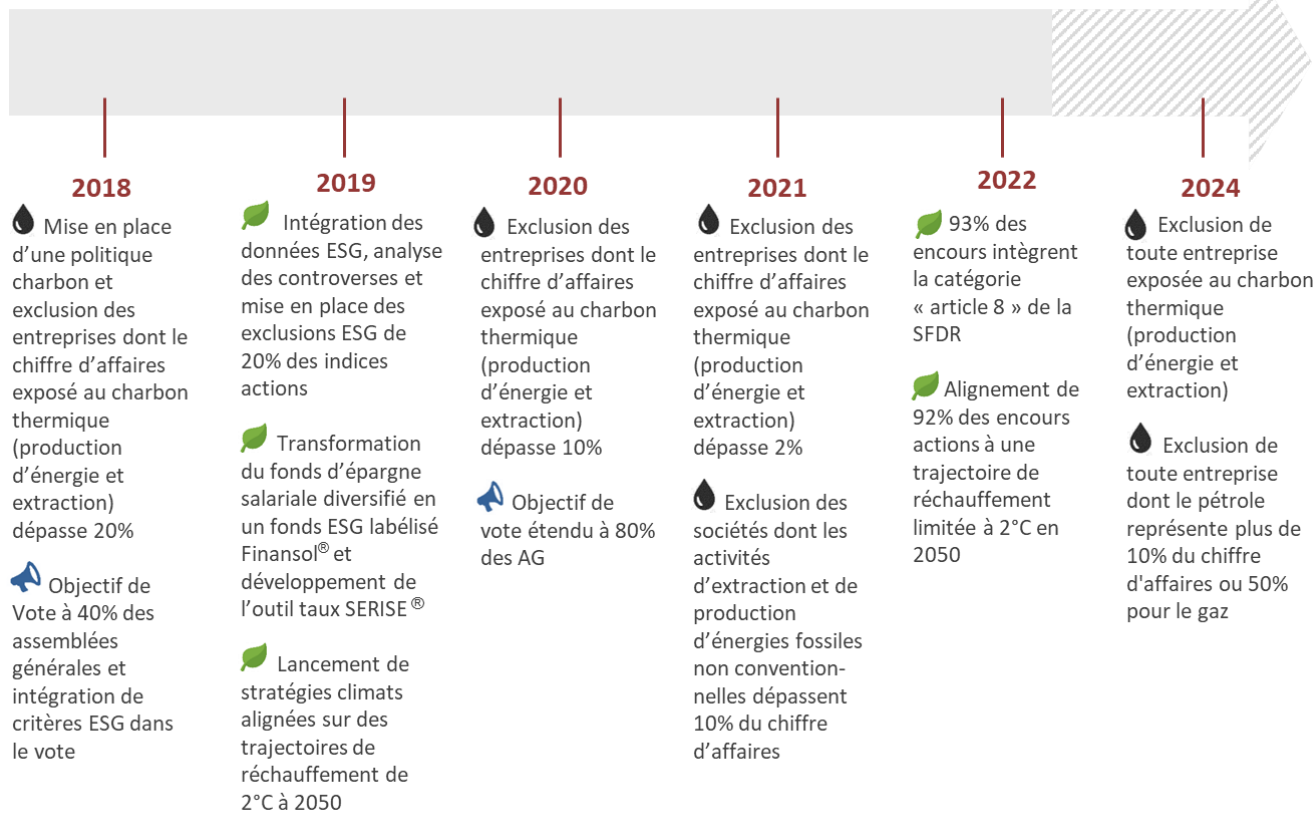 2018
Mise en place
d’une politique
charbon et
exclusion des
entreprises dont le
chiffre d’affaires
exposé au charbon
thermique
(production
d’énergie et
extraction)
dépasse 20%
Objectif de
Vote à 40% des
assemblées
générales et
intégration de
critères ESG dans
le vote
2019
Intégration des
données ESG, analyse
des controverses et
mise en place des
exclusions ESG de
20% des indices
actions
Transformation
du fonds d’épargne
salariale diversifié en
un fonds ESG labélisé
Finansol® et
développement de
l’outil taux SERISE ®
Lancement de
stratégies climats
alignées sur des
trajectoires de
réchauffement de
2°C à 2050
2020
Exclusion des
entreprises dont le
chiffre d’affaires
exposé au charbon
thermique
(production
d’énergie et
extraction)
dépasse 10%
Objectif de
vote étendu à 80%
des AG
2021
Exclusion des
entreprises dont le
chiffre d’affaires
exposé au charbon
thermique
(production
d’énergie et
extraction)
dépasse 2%
Exclusion des
sociétés dont les
activités
d’extraction et de
production
d’énergies fossiles
non convention-
nelles dépassent
10% du chiffre
d’affaires
2022
93% des
encours intègrent
la catégorie
« article 8 » de la
SFDR
Alignement de
92% des encours
actions à une
trajectoire de
réchauffement
limitée à 2°C en
2050
2024
Exclusion de
toute entreprise
exposée au charbon
thermique
(production
d’énergie et
extraction)
Exclusion de
toute entreprise
dont le pétrole
représente plus de
10% du chiffre
d'affaires ou 50%
pour le gaz